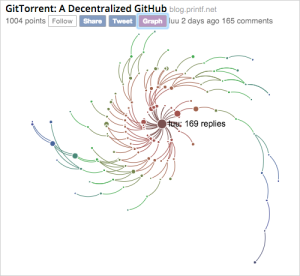 GitTorrent: A Decentralized GitHub blog.printf.net
1004 points Follow Share Tweet Graph luu 2 days ago 165 comments
luu: 169 replies